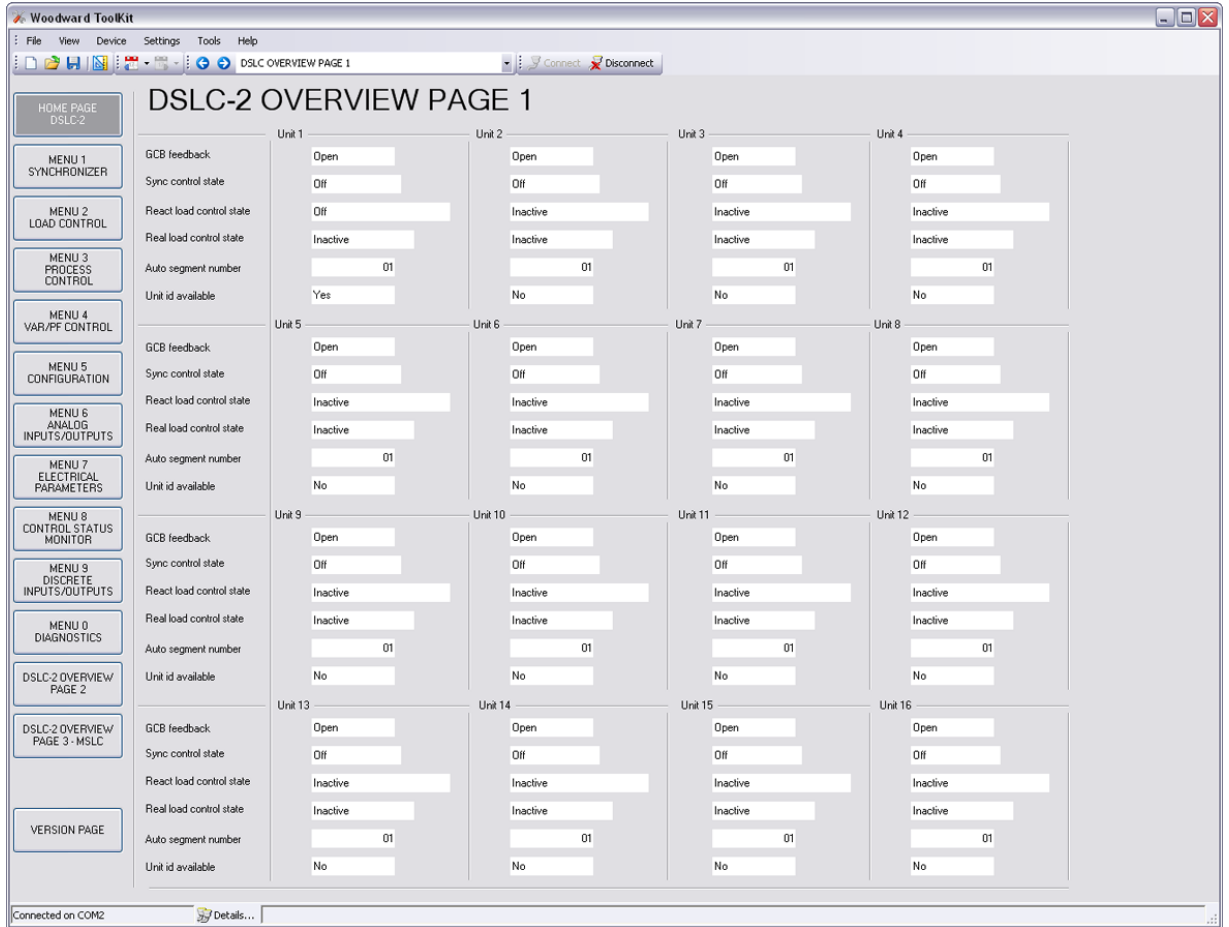 Woodward ToolKit
File View Device Settings Tools Help
DSLC OVERVIEW PAGE 1 Connect Disconnect
HOME PAGE
DSLC-2
MENU 1
SYNCHRONIZER
MENU 2
LOAD CONTROL
MENU 3
PROCESS
CONTROL
MENU 4
VAR/PF CONTROL
MENU 5
CONFIGURATION
MENU 6
ANALOG
INPUTS/OUTPUTS
MENU 7
ELECTRICAL
PARAMETERS
MENU 8
CONTROL STATUS
MONITOR
MENU 9
DISCRETE
INPUTS/OUTPUTS
MENU 0
DIAGNOSTICS
DSLC-2 OVERVIEW
PAGE 2
DSLC-2 OVERVIEW
PAGE 3 - MSLC
VERSION PAGE
DSLC-2 OVERVIEW PAGE 1
Unit 1 Unit 2 Unit 3 Unit 4
GCB feedback Open Open Open Open
Sync control state Off Off Off Off
React load control state Off Inactive Inactive Inactive
Real load control state Inactive Inactive Inactive Inactive
Auto segment number 01 01 01 01
Unit id available Yes No No No
Unit 5 Unit 6 Unit 7 Unit 8
GCB feedback Open Open Open Open
Sync control state Off Off Off Off
React load control state Inactive Inactive Inactive Inactive
Real load control state Inactive Inactive Inactive Inactive
Auto segment number 01 01 01 01
Unit id available No No No No
Unit 9 Unit 10 Unit 11 Unit 12
GCB feedback Open Open Open Open
Sync control state Off Off Off Off
React load control state Inactive Inactive Inactive Inactive
Real load control state Inactive Inactive Inactive Inactive
Auto segment number 01 01 01 01
Unit id available No No No No
Unit 13 Unit 14 Unit 15 Unit 16
GCB feedback Open Open Open Open
Sync control state Off Off Off Off
React load control state Inactive Inactive Inactive Inactive
Real load control state Inactive Inactive Inactive Inactive
Auto segment number 01 01 01 01
Unit id available No No No No
Connected on COM2 Details...